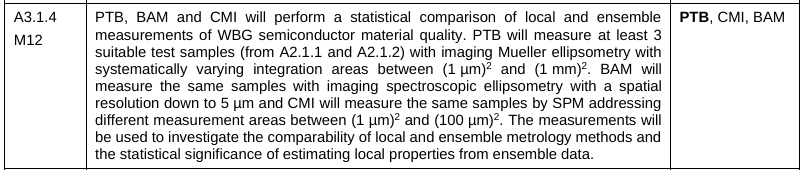 A3.1.4
M12
PTB, BAM and CMI will perform a statistical comparison of local and ensemble
measurements of WBG semiconductor material quality. PTB will measure at least 3
suitable test samples (from A2.1.1 and A2.1.2) with imaging Mueller ellipsometry with
systematically varying integration areas between (1 µm)² and (1 mm)². BAM will
measure the same samples with imaging spectroscopic ellipsometry with a spatial
resolution down to 5 µm and CMI will measure the same samples by SPM addressing
different measurement areas between (1 µm)² and (100 µm)². The measurements will
be used to investigate the comparability of local and ensemble metrology methods and
the statistical significance of estimating local properties from ensemble data.
PTB, CMI, BAM